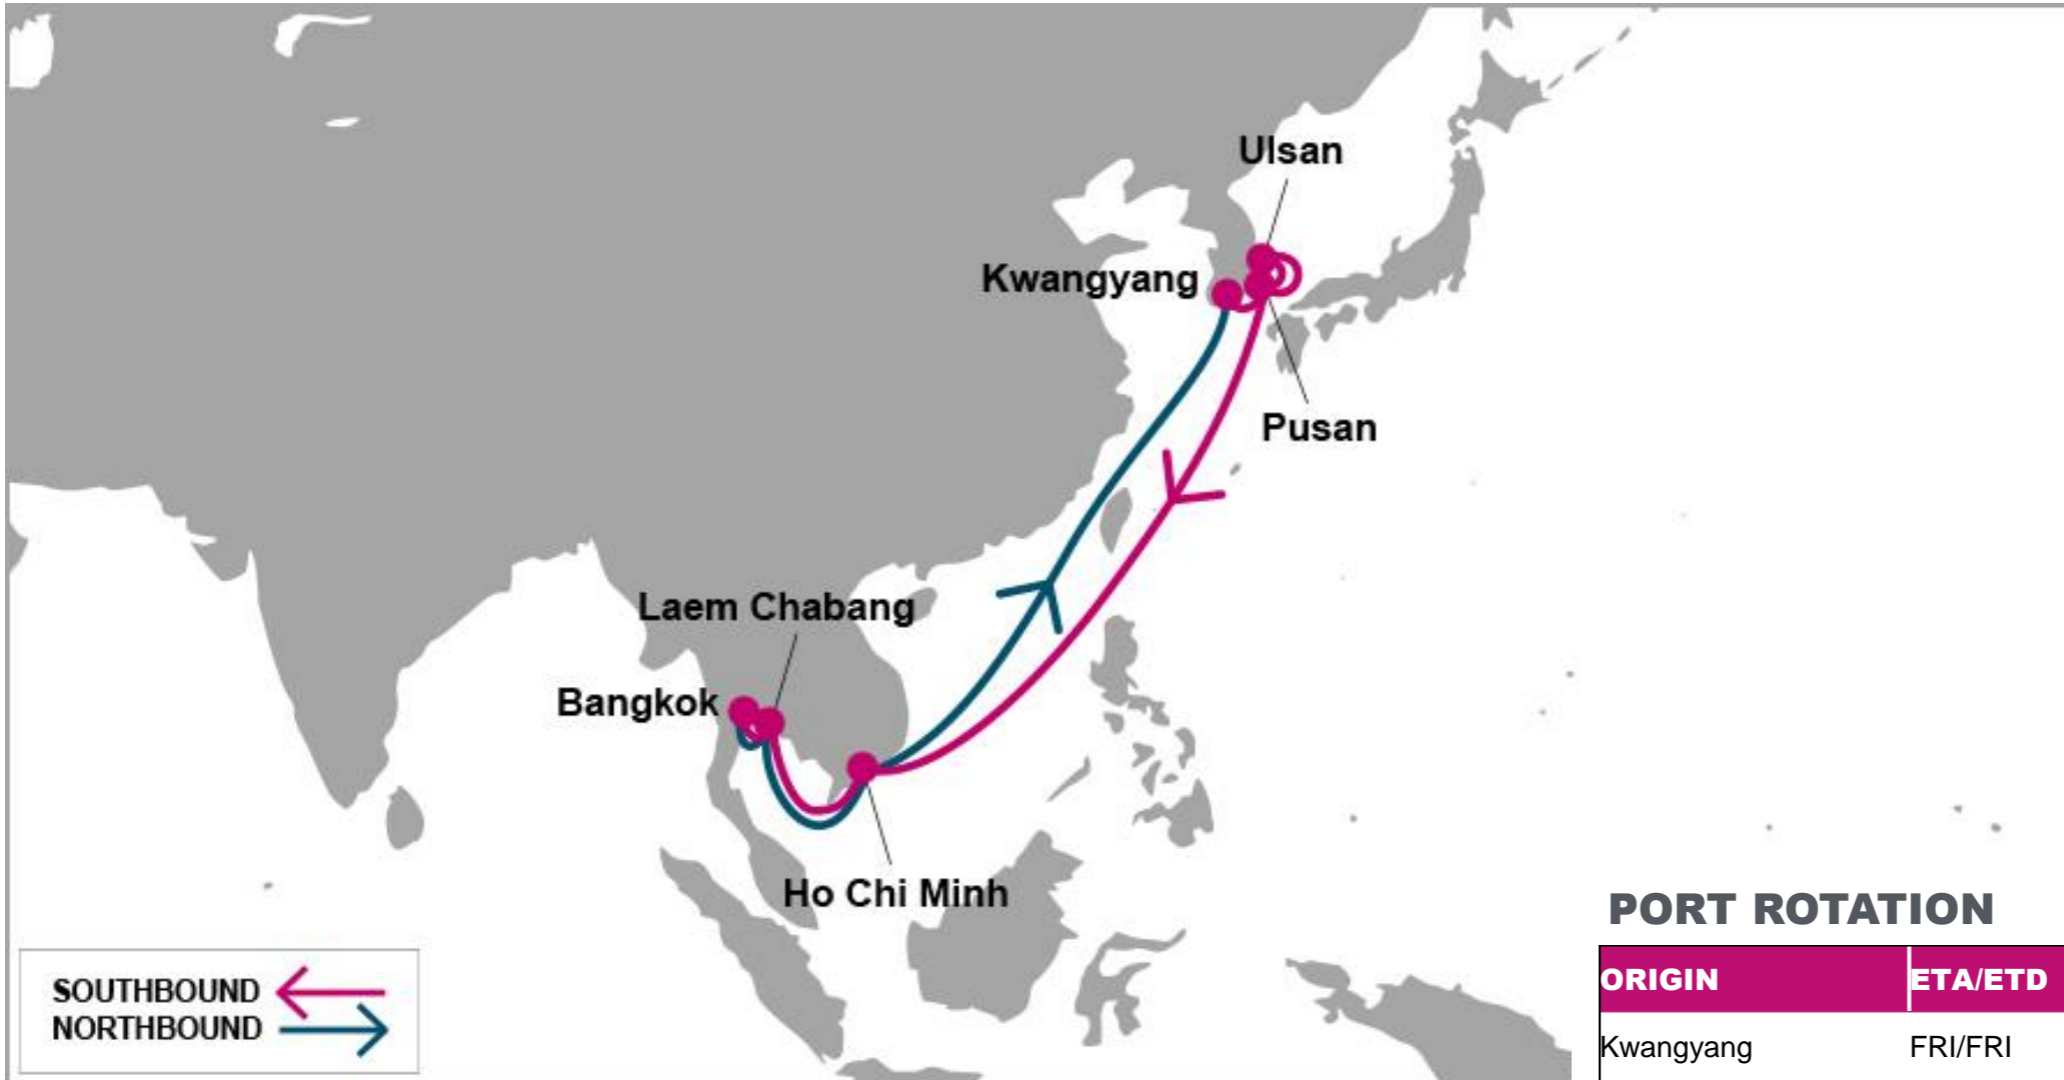 Ulsan
Kwangyang
Pusan
Laem Chabang
Bangkok
Ho Chi Minh
SOUTHBOUND
NORTHBOUND
PORT ROTATION
ORIGIN ETA/ETD
Kwangyang FRI/FRI